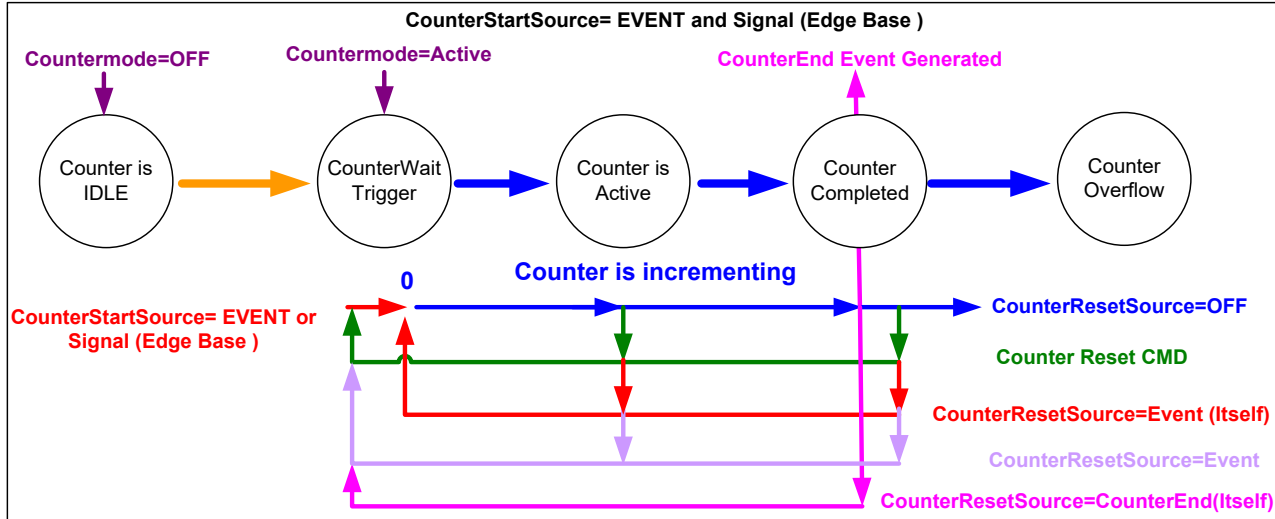 CounterStartSource= EVENT and Signal (Edge Base )
Countermode=OFF
Countermode=Active
CounterEnd Event Generated
Counter is
IDLE
CounterWait
Trigger
Counter is
Active
Counter
Completed
Counter
Overflow
0
Counter is incrementing
CounterStartSource= EVENT or
Signal (Edge Base )
CounterResetSource=OFF
Counter Reset CMD
CounterResetSource=Event (Itself)
CounterResetSource=Event
CounterResetSource=CounterEnd(Itself)